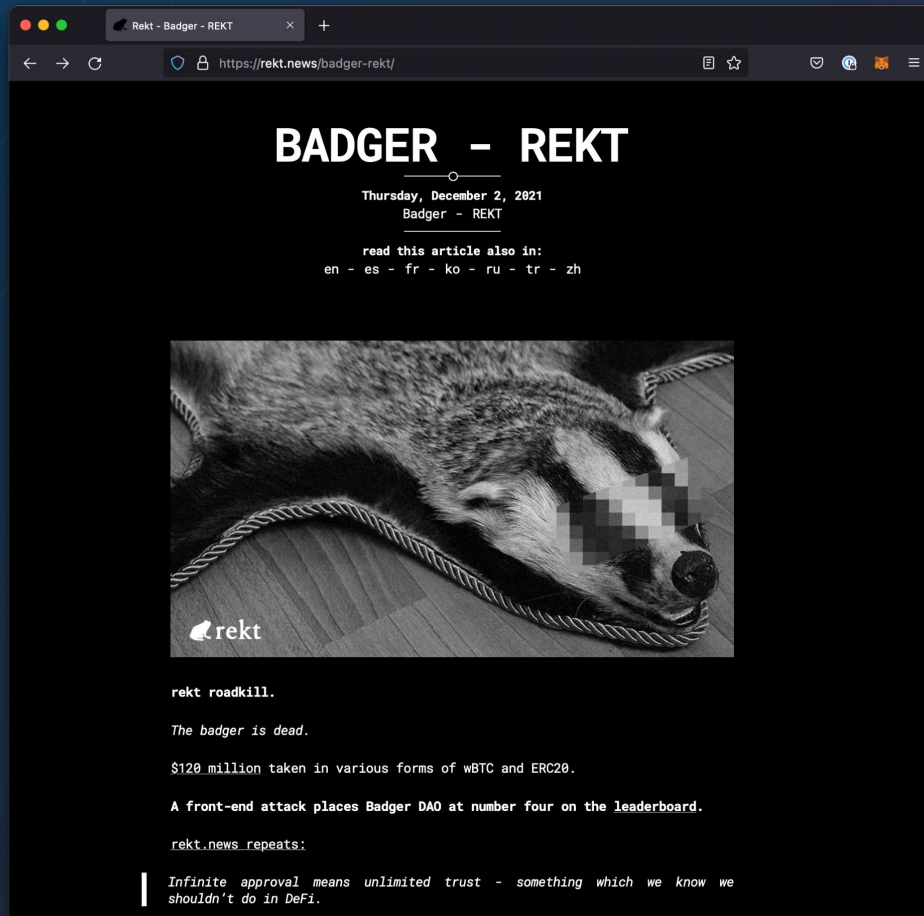 Rekt - Badger - REKT
https://rekt.news/badger-rekt/
BADGER - REKT
Thursday, December 2, 2021
Badger - REKT
read this article also in:
en - es - fr - ko - ru - tr - zh
rekt
rekt roadkill.
The badger is dead.
$120 million taken in various forms of wBTC and ERC20.
A front-end attack places Badger DAO at number four on the leaderboard.
rekt.news repeats:
Infinite approval means unlimited trust - something which we know we
shouldn't do in DeFi.